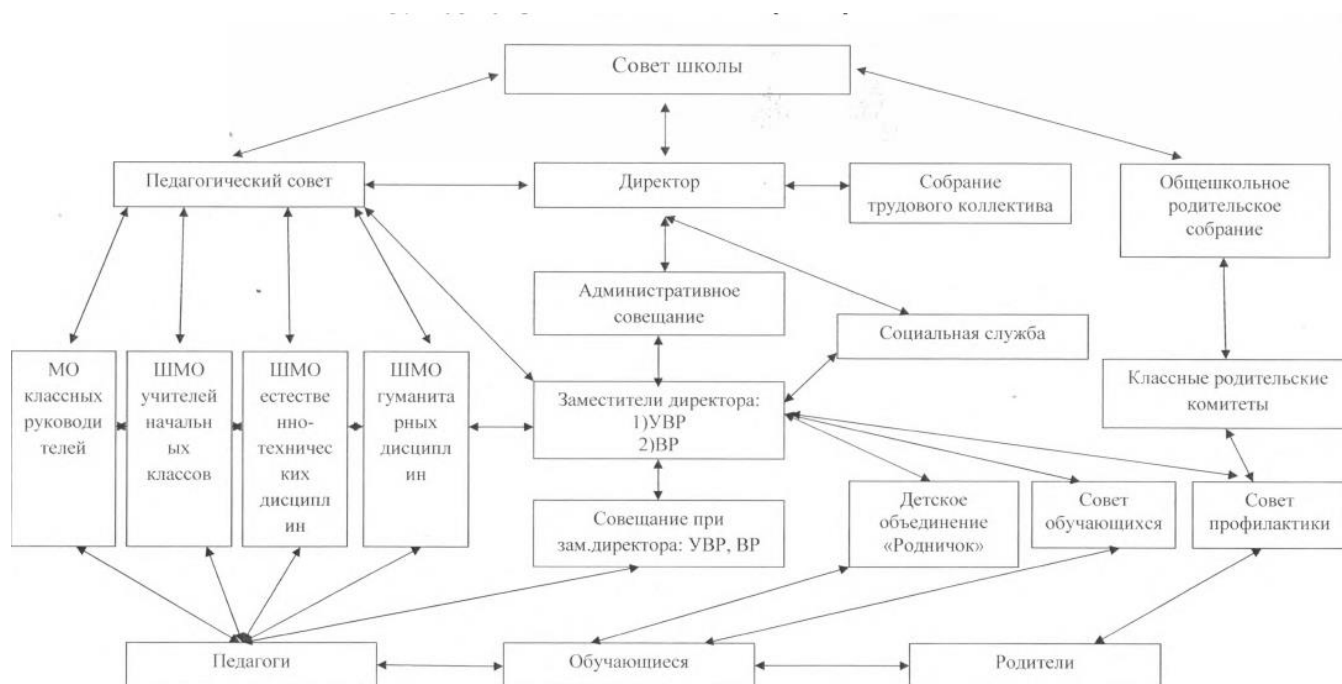 Совет школы
Педагогический совет
Директор
Собрание
трудового коллектива
Общешкольное
родительское
собрание
Административное
совещание
Социальная служба
МО
классных
руководи
телей
ШМО
учителей
начальн
ых
классов
ШМО
естестве
нно-
техничес
ких
дисципл
ин
ШМО
гуманита
рных
дисципл
ин
Заместители директора:
1)УВР
2)ВР
Классные родительские
комитеты
Совещание при
зам.директора: УВР, ВР
Детское
объединение
«Родничок»
Совет
обучающихся
Совет
профилактики
Педагоги
Обучающиеся
Родители